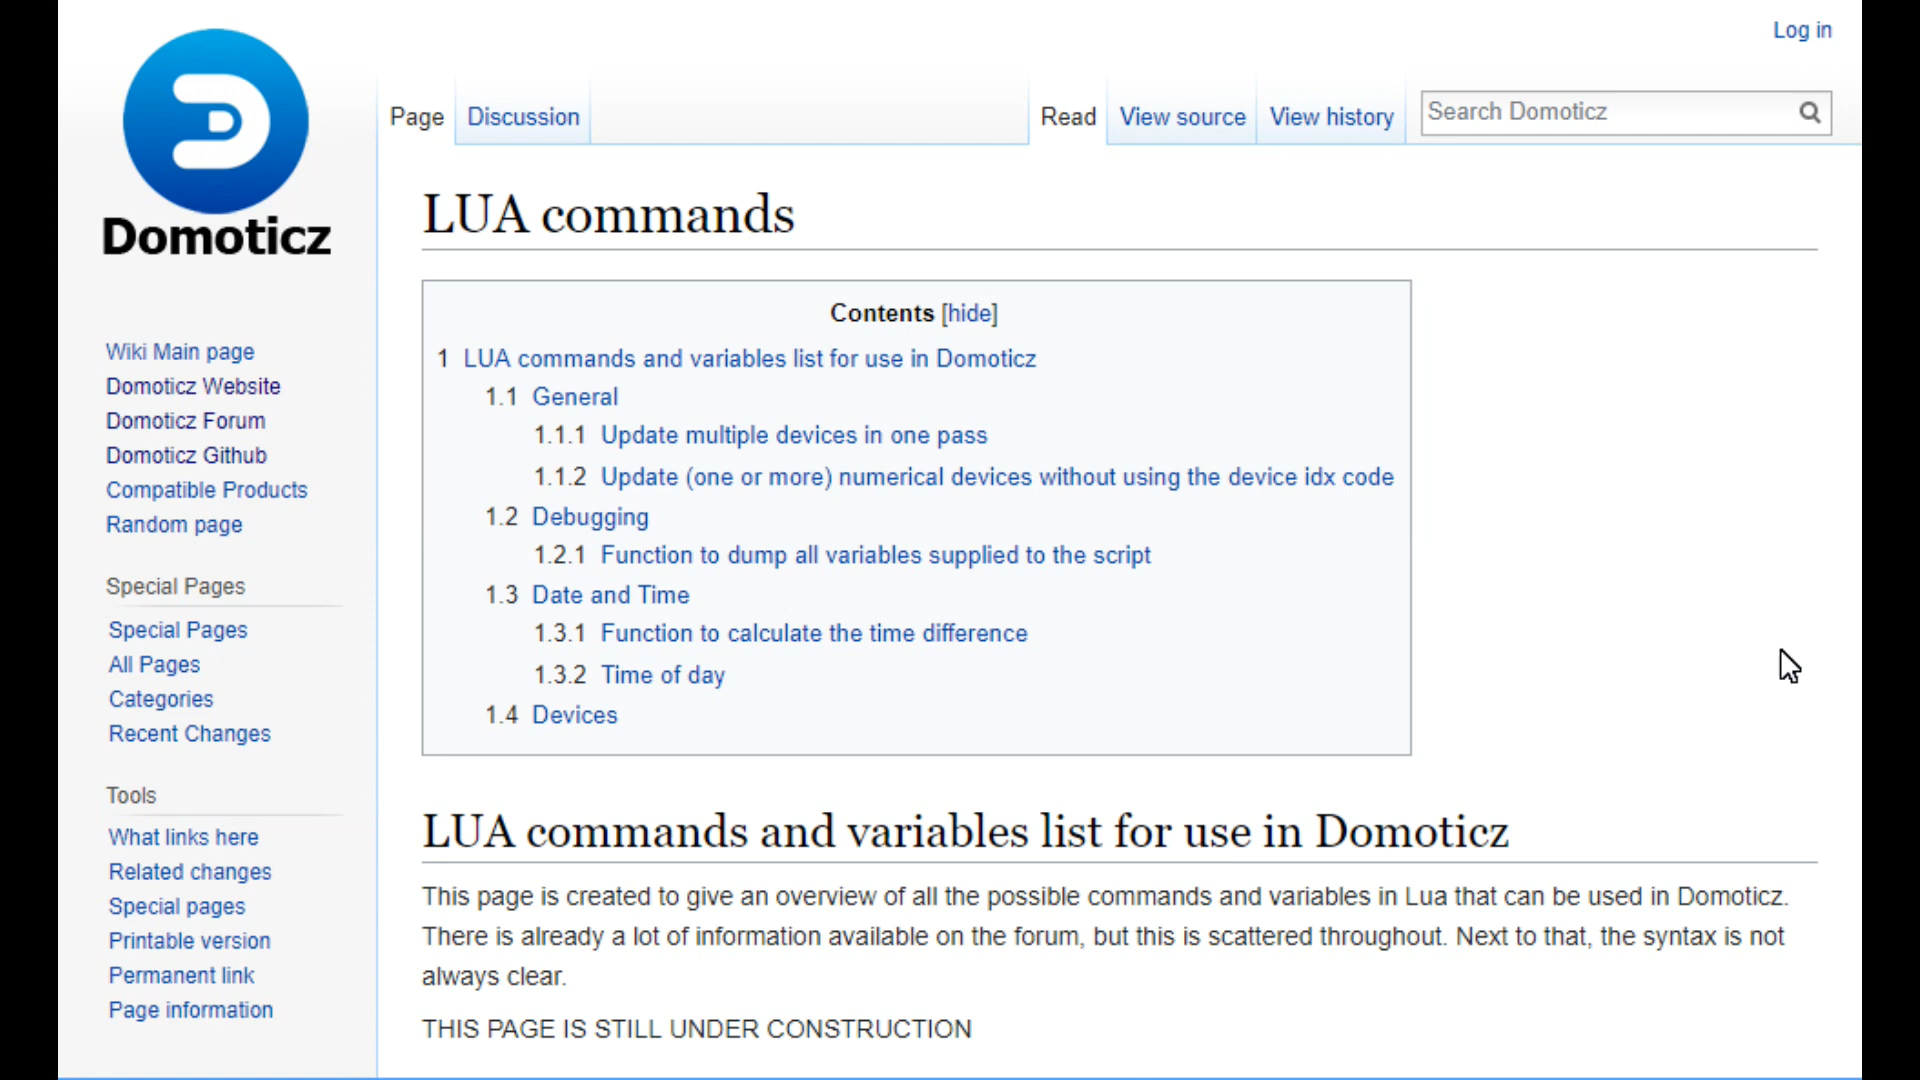 Log in
Domoticz
Page
Discussion
Read
View source
View history
Search Domoticz
Wiki Main page
Domoticz Website
Domoticz Forum
Domoticz Github
Compatible Products
Random page
Special Pages
Special Pages
All Pages
Categories
Recent Changes
Tools
What links here
Related changes
Special pages
Printable version
Permanent link
Page information
LUA commands
Contents [hide]
1 LUA commands and variables list for use in Domoticz
1.1 General
1.1.1 Update multiple devices in one pass
1.1.2 Update (one or more) numerical devices without using the device idx code
1.2 Debugging
1.2.1 Function to dump all variables supplied to the script
1.3 Date and Time
1.3.1 Function to calculate the time difference
1.3.2 Time of day
1.4 Devices
LUA commands and variables list for use in Domoticz
This page is created to give an overview of all the possible commands and variables in Lua that can be used in Domoticz.
There is already a lot of information available on the forum, but this is scattered throughout. Next to that, the syntax is not
always clear.
THIS PAGE IS STILL UNDER CONSTRUCTION